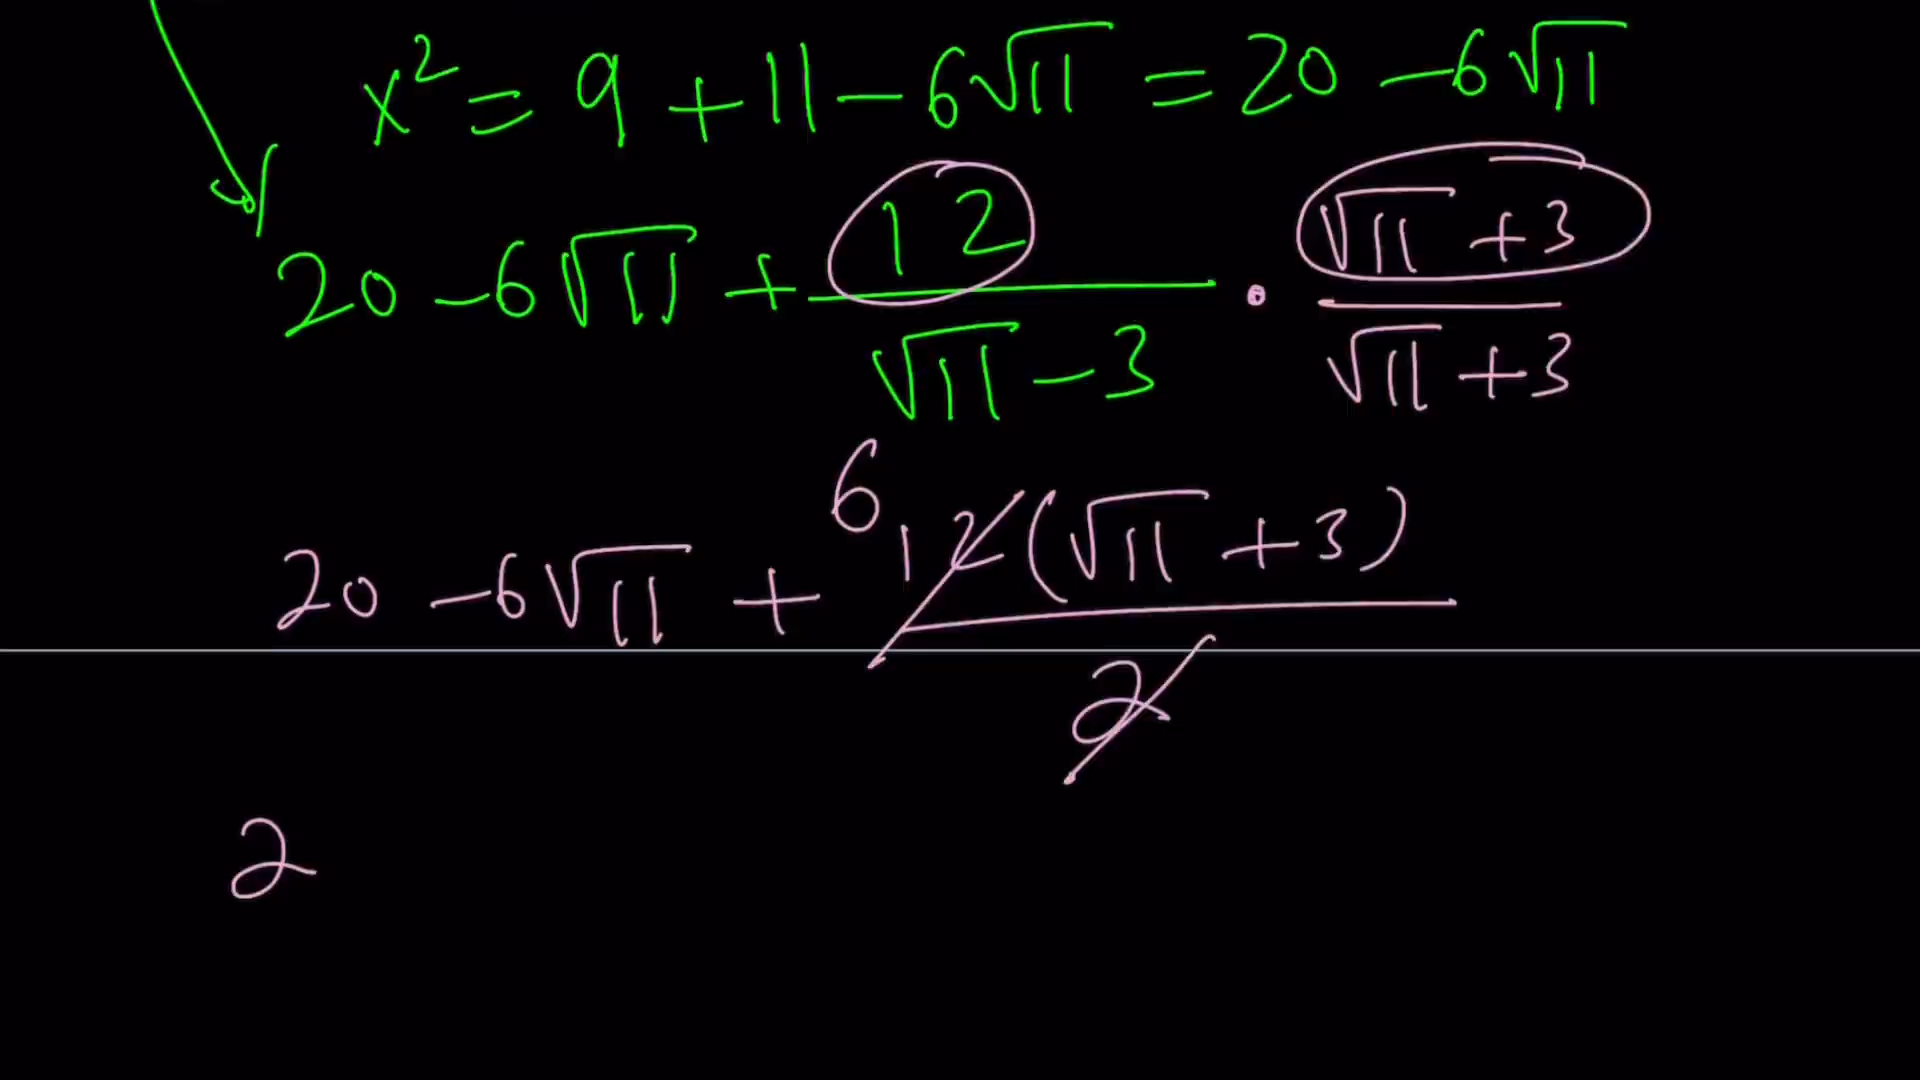 x² = 9 + 11 − 6√11 = 20 − 6√11
20 − 6√11 + 12/(√11 − 3) · (√11 + 3)/(√11 + 3)
20 − 6√11 + 6 12(√11 + 3)/2
2